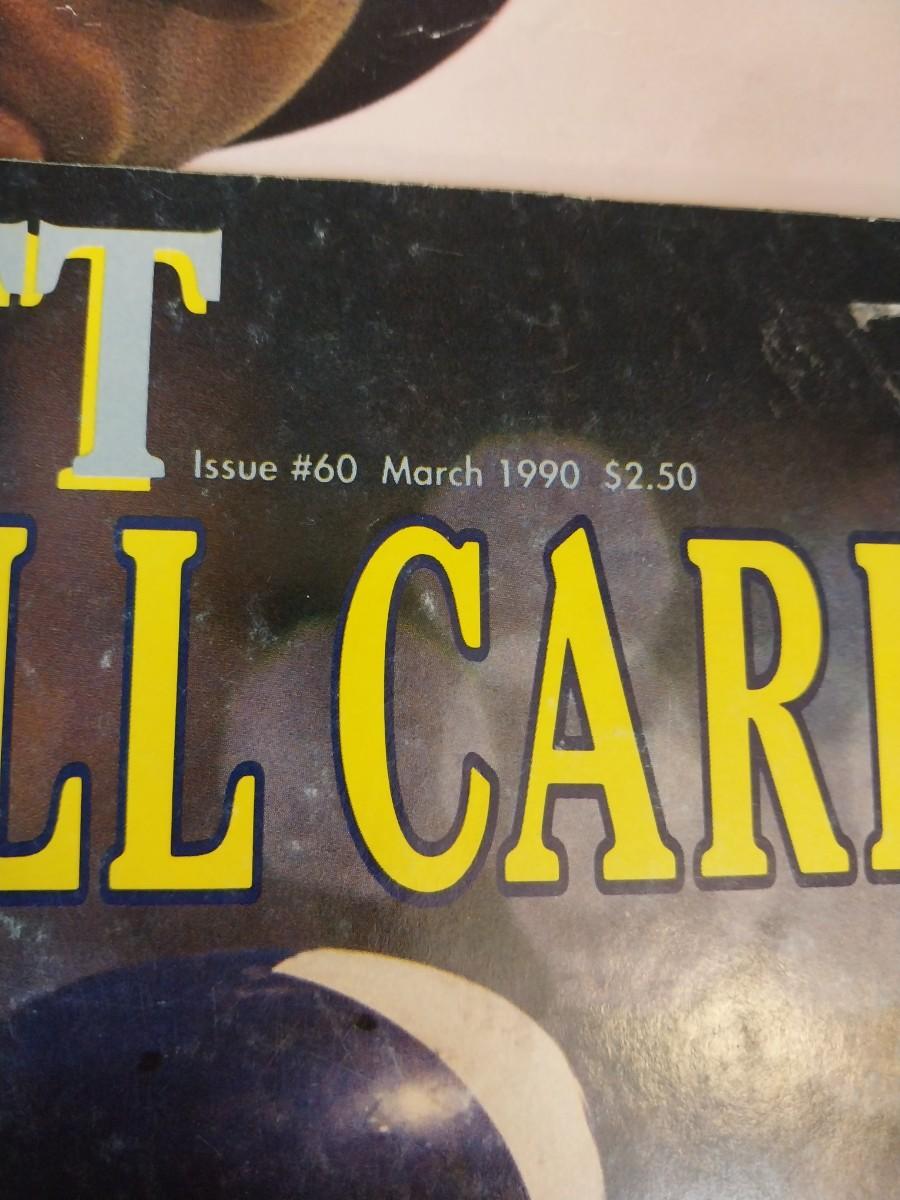 T
Issue #60 March 1990 $2.50
LL CAR